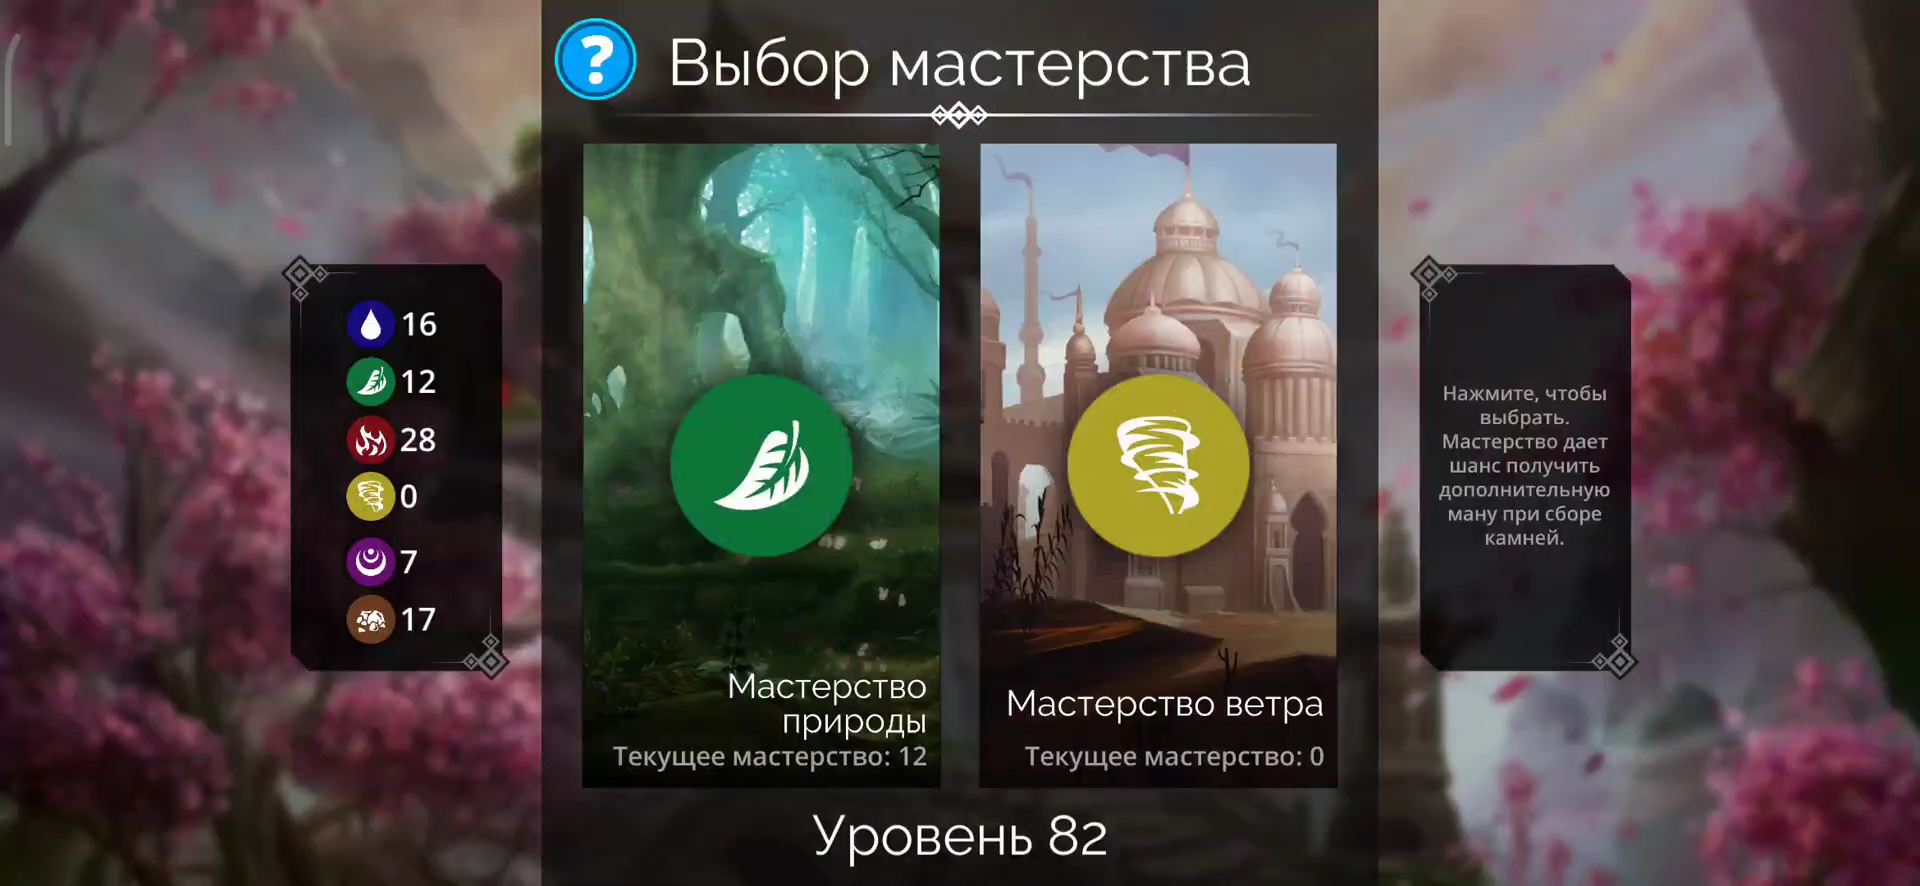 ?
Выбор мастерства
16
12
28
0
7
17
Мастерство
природы
Текущее мастерство: 12
Мастерство ветра
Текущее мастерство: 0
Нажмите, чтобы
выбрать.
Мастерство дает
шанс получить
дополнительную
ману при сборе
камней.
Уровень 82